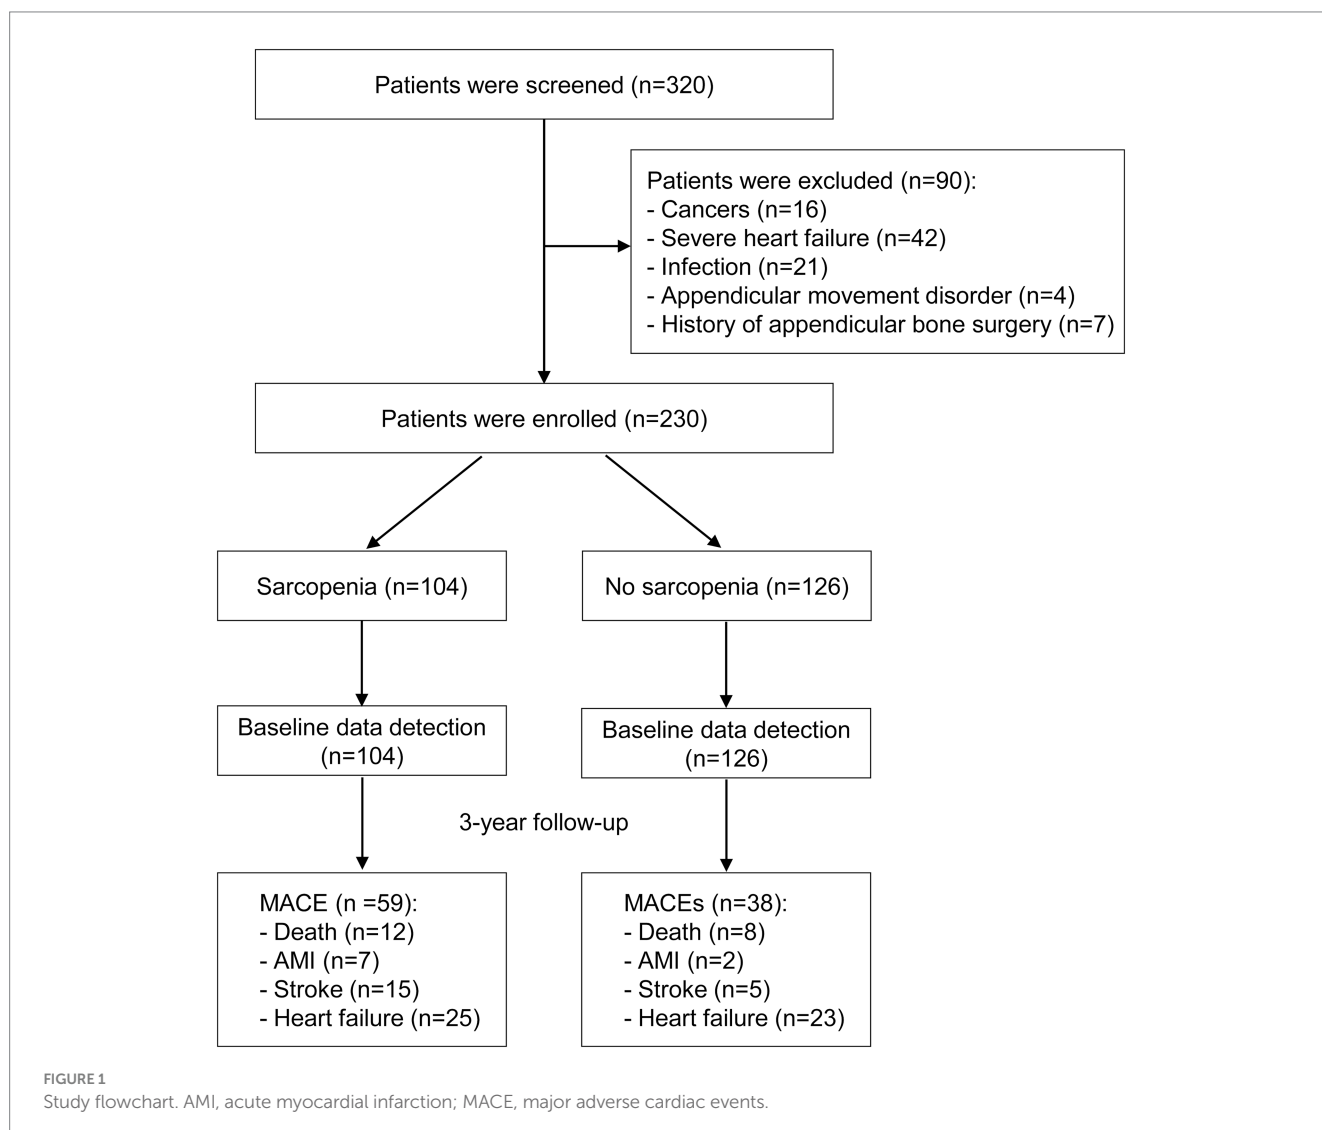 Patients were screened (n=320)
Patients were excluded (n=90):
- Cancers (n=16)
- Severe heart failure (n=42)
- Infection (n=21)
- Appendicular movement disorder (n=4)
- History of appendicular bone surgery (n=7)
Patients were enrolled (n=230)
Sarcopenia (n=104)
No sarcopenia (n=126)
Baseline data detection
(n=104)
Baseline data detection
(n=126)
3-year follow-up
MACE (n =59):
- Death (n=12)
- AMI (n=7)
- Stroke (n=15)
- Heart failure (n=25)
MACEs (n=38):
- Death (n=8)
- AMI (n=2)
- Stroke (n=5)
- Heart failure (n=23)
FIGURE 1
Study flowchart. AMI, acute myocardial infarction; MACE, major adverse cardiac events.